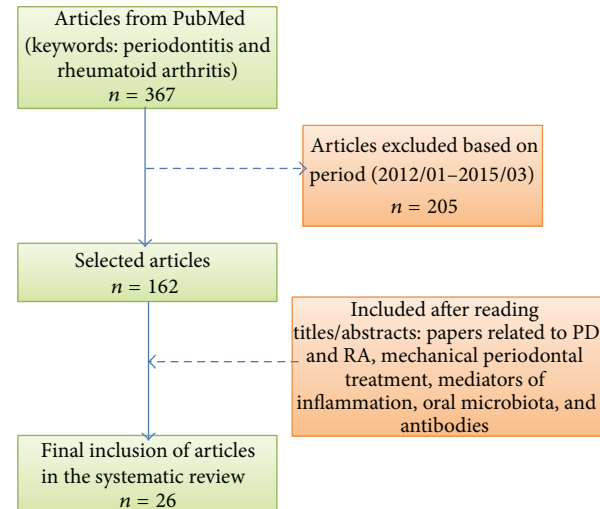 Articles from PubMed
(keywords: periodontitis and
rheumatoid arthritis)
n = 367
Articles excluded based on
period (2012/01–2015/03)
n = 205
Selected articles
n = 162
Included after reading
titles/abstracts: papers related to PD
and RA, mechanical periodontal
treatment, mediators of
inflammation, oral microbiota, and
antibodies
Final inclusion of articles
in the systematic review
n = 26